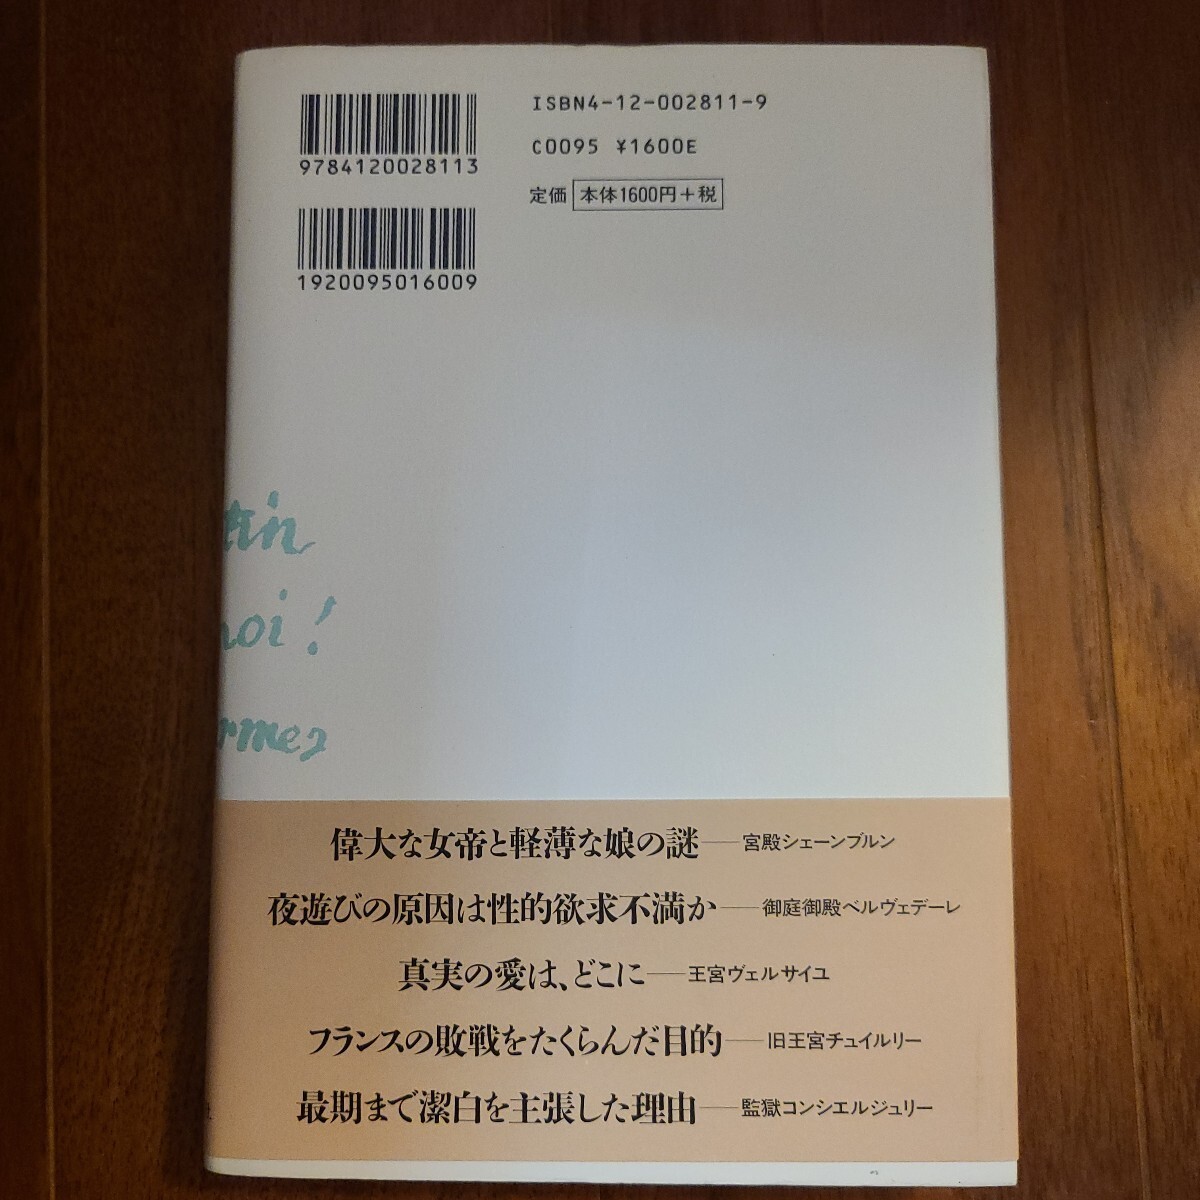 9784120028113
ISBN4-12-002811-9
C0095 ¥1600E
定価 本体1600円+税
1920095016009
oi!
偉大な女帝と軽薄な娘の謎——宮殿シェーンブルン
夜遊びの原因は性的欲求不満か——御庭御殿ベルヴェデーレ
真実の愛は、どこに——王宮ヴェルサイユ
フランスの敗戦をたくらんだ目的——旧王宮チュイルリー
最期まで潔白を主張した理由——監獄コンシエルジュリー